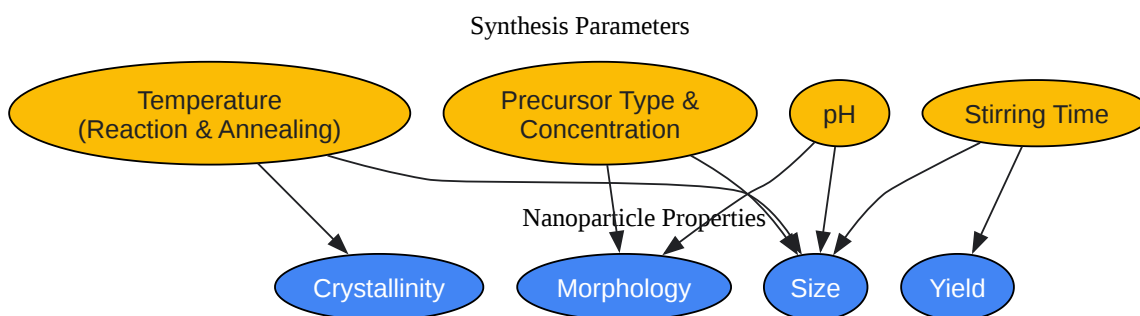 Synthesis Parameters
Temperature
(Reaction & Annealing)
Precursor Type &
Concentration
pH
Stirring Time
Nanoparticle Properties
Crystallinity
Morphology
Size
Yield